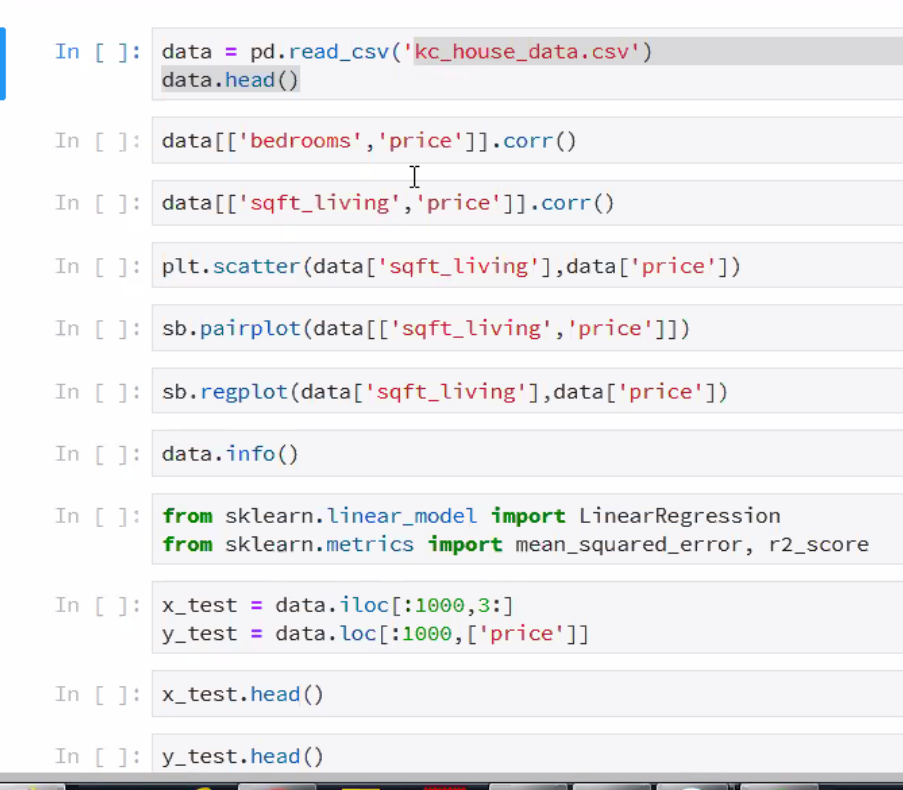 In [ ]: data = pd.read_csv('kc_house_data.csv')
data.head()
In [ ]: data[['bedrooms','price']].corr()
In [ ]: data[['sqft_living','price']].corr()
In [ ]: plt.scatter(data['sqft_living'],data['price'])
In [ ]: sb.pairplot(data[['sqft_living','price']])
In [ ]: sb.regplot(data['sqft_living'],data['price'])
In [ ]: data.info()
In [ ]: from sklearn.linear_model import LinearRegression
from sklearn.metrics import mean_squared_error, r2_score
In [ ]: x_test = data.iloc[:1000,3:]
y_test = data.loc[:1000,['price']]
In [ ]: x_test.head()
In [ ]: y_test.head()